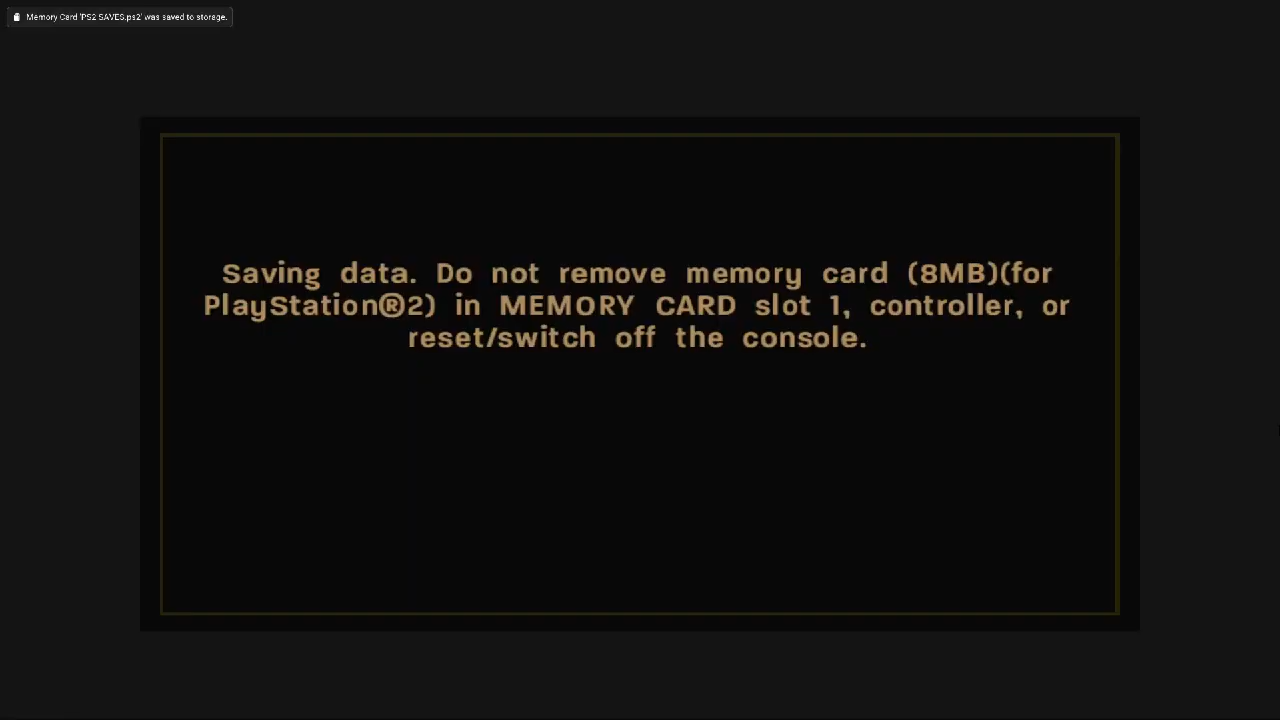 Memory Card 'PS2 SAVES.ps2' was saved to storage.
Saving data. Do not remove memory card (8MB)(for
PlayStation®2) in MEMORY CARD slot 1, controller, or
reset/switch off the console.